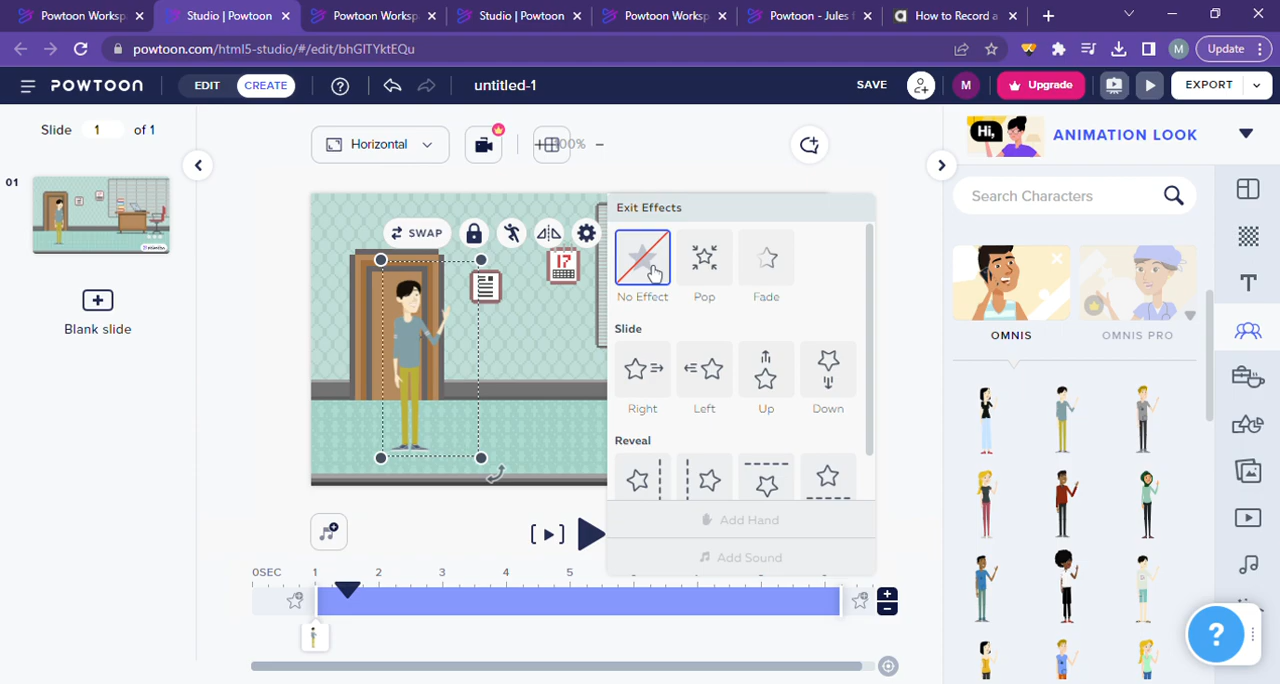 Powtoon Worksp
Studio | Powtoon
Powtoon Worksp
Studio | Powtoon
Powtoon Worksp
Powtoon - Jules f
How to Record a
powtoon.com/html5-studio/#/edit/bhGITYktEQu
M
Update
POWTOON
EDIT
CREATE
?
untitled-1
SAVE
M
Upgrade
EXPORT
Slide 1 of 1
Horizontal
Hi,
ANIMATION LOOK
Search Characters
01
Blank slide
SWAP
17
Exit Effects
No Effect
Pop
Fade
Slide
Right
Left
Up
Down
Reveal
Add Hand
Add Sound
OMNIS
OMNIS PRO
0SEC 1 2 3 4 5
?